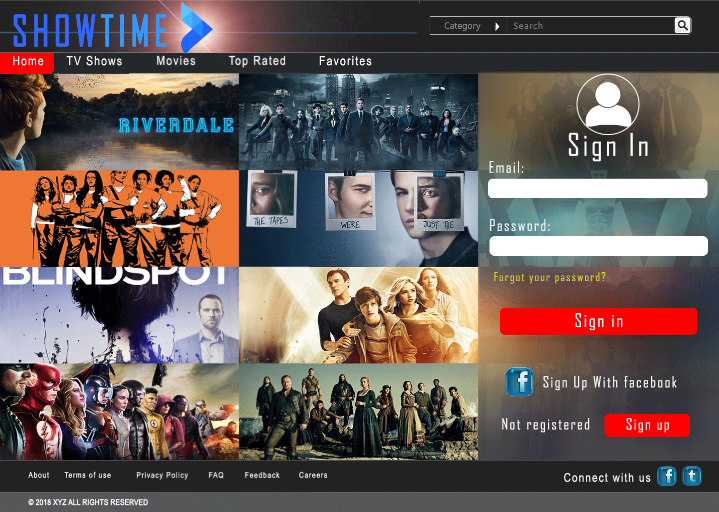 SHOWTIME
Category
Search
Home
TV Shows
Movies
Top Rated
Favorites
RIVERDALE
THE TAPES
WERE
JUST THE
BLINDSPOT
Sign In
Email:
Password:
Forgot your password?
Sign in
f Sign Up With facebook
Not registered
Sign up
About
Terms of use
Privacy Policy
FAQ
Feedback
Careers
Connect with us f t
© 2018 XYZ ALL RIGHTS RESERVED